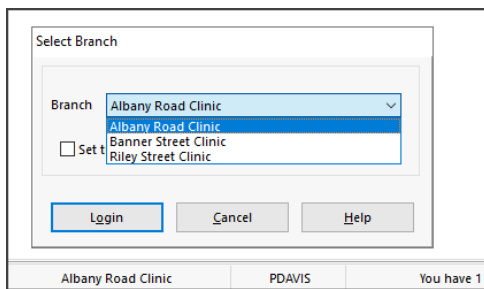 Select Branch
Branch Albany Road Clinic
Albany Road Clinic
Banner Street Clinic
Riley Street Clinic
Set t
Login Cancel Help
Albany Road Clinic PDAVIS You have 1